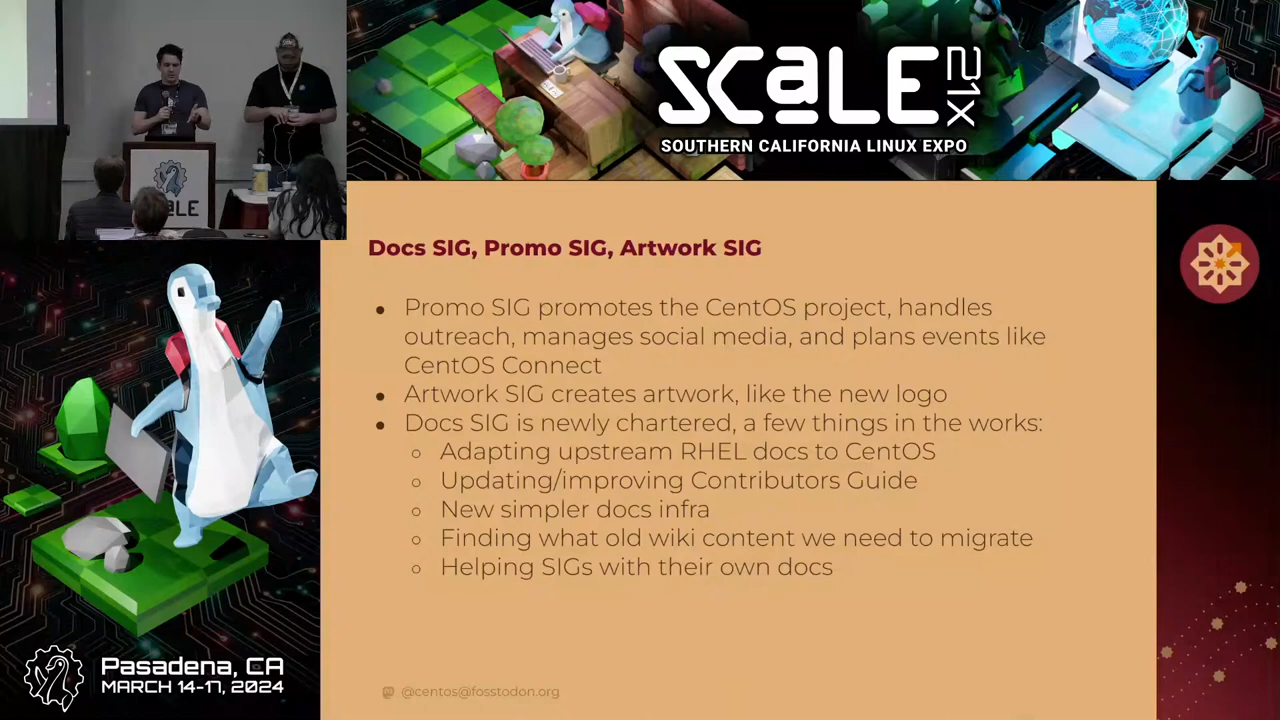 SCaLE 21X
SOUTHERN CALIFORNIA LINUX EXPO
aLE
Docs SIG, Promo SIG, Artwork SIG
● Promo SIG promotes the CentOS project, handles
outreach, manages social media, and plans events like
CentOS Connect
● Artwork SIG creates artwork, like the new logo
● Docs SIG is newly chartered, a few things in the works:
○ Adapting upstream RHEL docs to CentOS
○ Updating/improving Contributors Guide
○ New simpler docs infra
○ Finding what old wiki content we need to migrate
○ Helping SIGs with their own docs
@centos@fosstodon.org
Pasadena, CA
MARCH 14-17, 2024